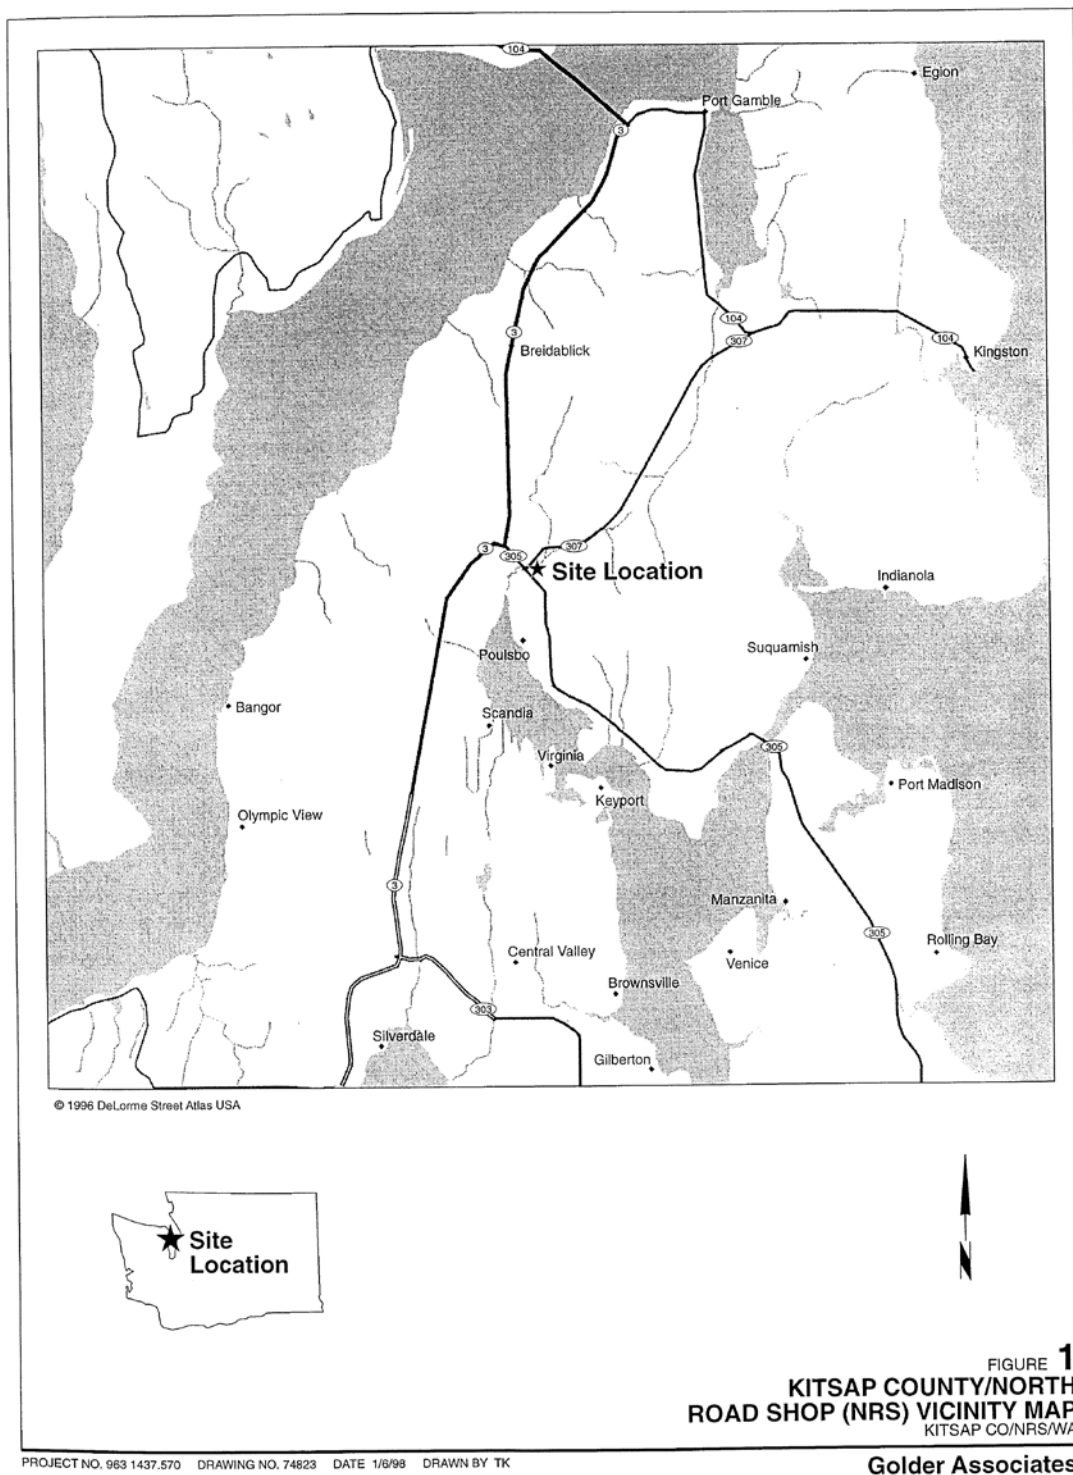 104
Eglon
Port Gamble
3
104
3
307
104
Breidablick
Kingston
3
305
307
Site Location
Indianola
Poulsbo
Suquamish
Bangor
Scandia
305
Virginia
Port Madison
Keyport
Olympic View
3
Manzanita
305
Rolling Bay
Central Valley
Venice
Brownsville
303
Silverdale
Gilberton
© 1996 DeLorme Street Atlas USA
Site
Location
N
FIGURE 1
KITSAP COUNTY/NORTH
ROAD SHOP (NRS) VICINITY MAP
KITSAP CO/NRS/WA
PROJECT NO. 963 1437.570 DRAWING NO. 74823 DATE 1/6/98 DRAWN BY TK
Golder Associates